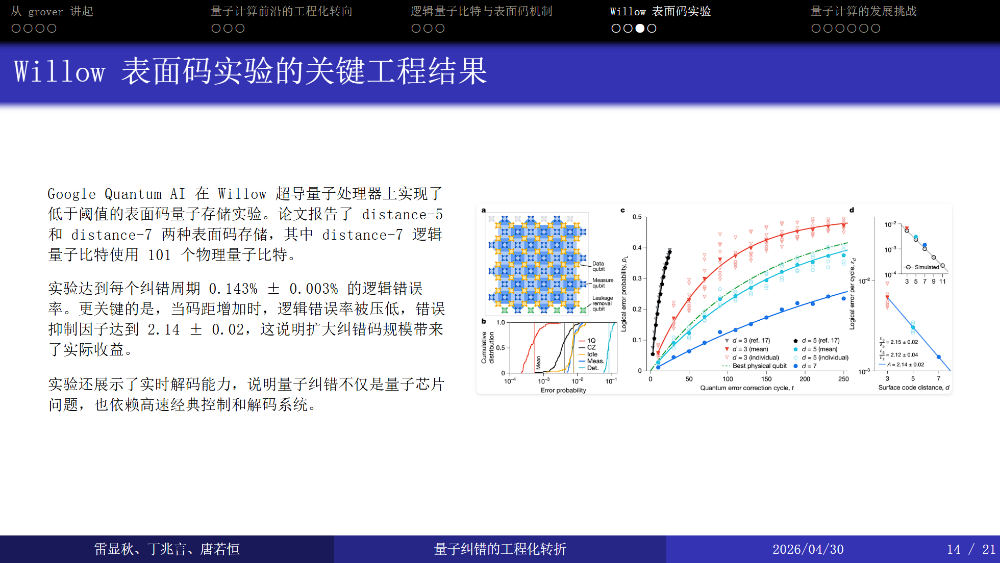 从 grover 讲起
量子计算前沿的工程化转向
逻辑量子比特与表面码机制
Willow 表面码实验
量子计算的发展挑战
Willow 表面码实验的关键工程结果
Google Quantum AI 在 Willow 超导量子处理器上实现了
低于阈值的表面码量子存储实验。论文报告了 distance-5
和 distance-7 两种表面码存储，其中 distance-7 逻辑
量子比特使用 101 个物理量子比特。
实验达到每个纠错周期 0.143% ± 0.003% 的逻辑错误
率。更关键的是，当码距增加时，逻辑错误率被压低，错误
抑制因子达到 2.14 ± 0.02，这说明扩大纠错码规模带来
了实际收益。
实验还展示了实时解码能力，说明量子纠错不仅是量子芯片
问题，也依赖高速经典控制和解码系统。
a
Data
qubit
Measure
qubit
Leakage
removal
qubit
b
Cumulative
distribution
1.0
0.5
0
Mean
1Q
CZ
Idle
Meas.
Det.
10⁻⁴
10⁻³
10⁻²
10⁻¹
Error probability
c
Logical error probability, pL
0.5
0.4
0.3
0.2
0.1
0
d = 3 (ref. 17)
d = 3 (mean)
d = 3 (individual)
Best physical qubit
d = 5 (ref. 17)
d = 5 (mean)
d = 5 (individual)
d = 7
0
50
100
150
200
250
Quantum error correction cycle, t
d
Logical error per cycle, εd
10⁻²
10⁻³
10⁻²
10⁻³
10⁻⁴
Simulated
3 5 7 9 11
ε3/ε5 = 2.15 ± 0.02
ε5/ε7 = 2.12 ± 0.04
Λ = 2.14 ± 0.02
3
5
7
Surface code distance, d
雷显秋、丁兆言、唐若恒
量子纠错的工程化转折
2026/04/30
14 / 21